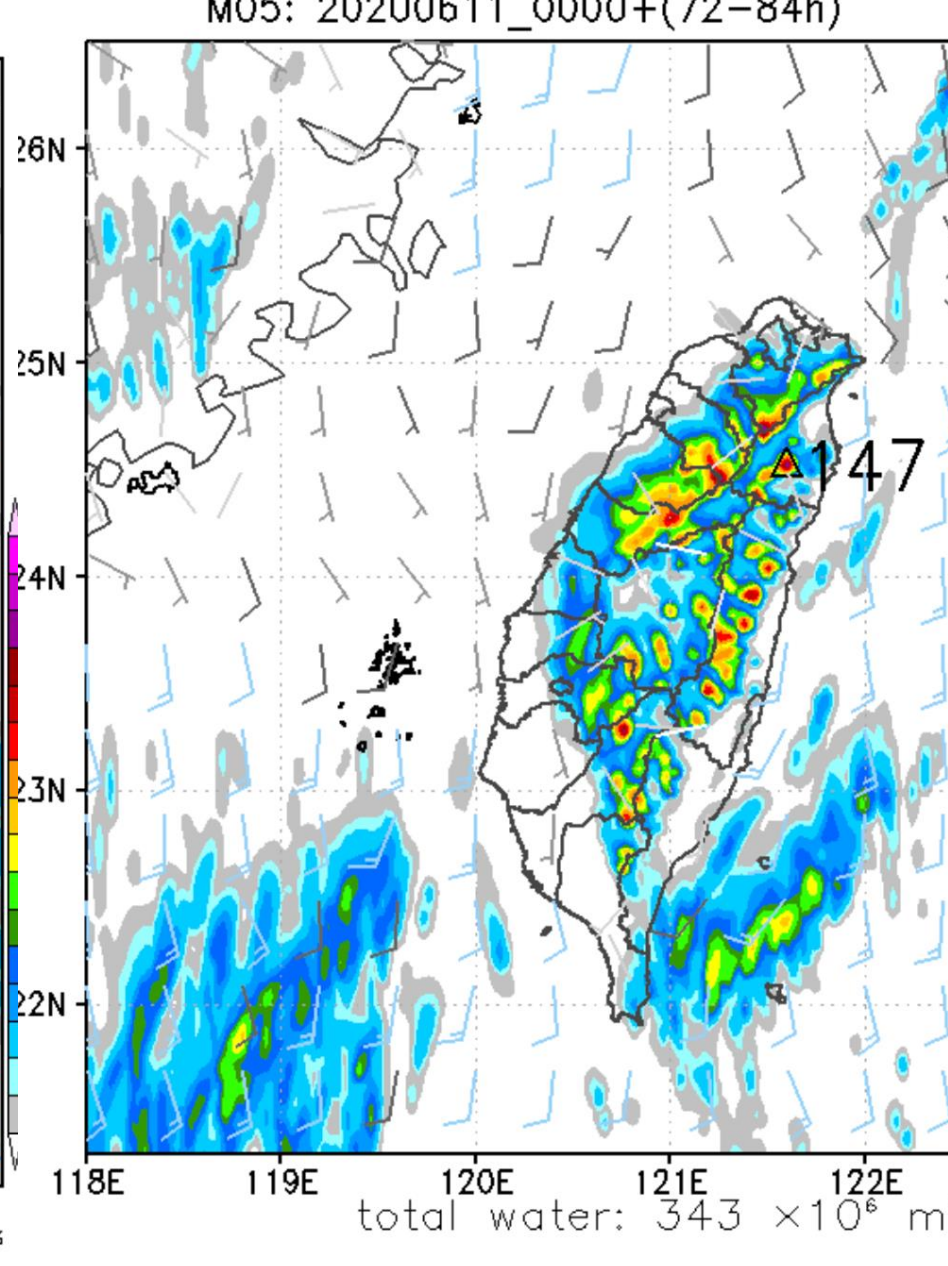 M05: 20200611_0000+(72-84h)
26N
25N
147
24N
23N
22N
118E 119E 120E 121E 122E
total water: 343 ×10⁶ m